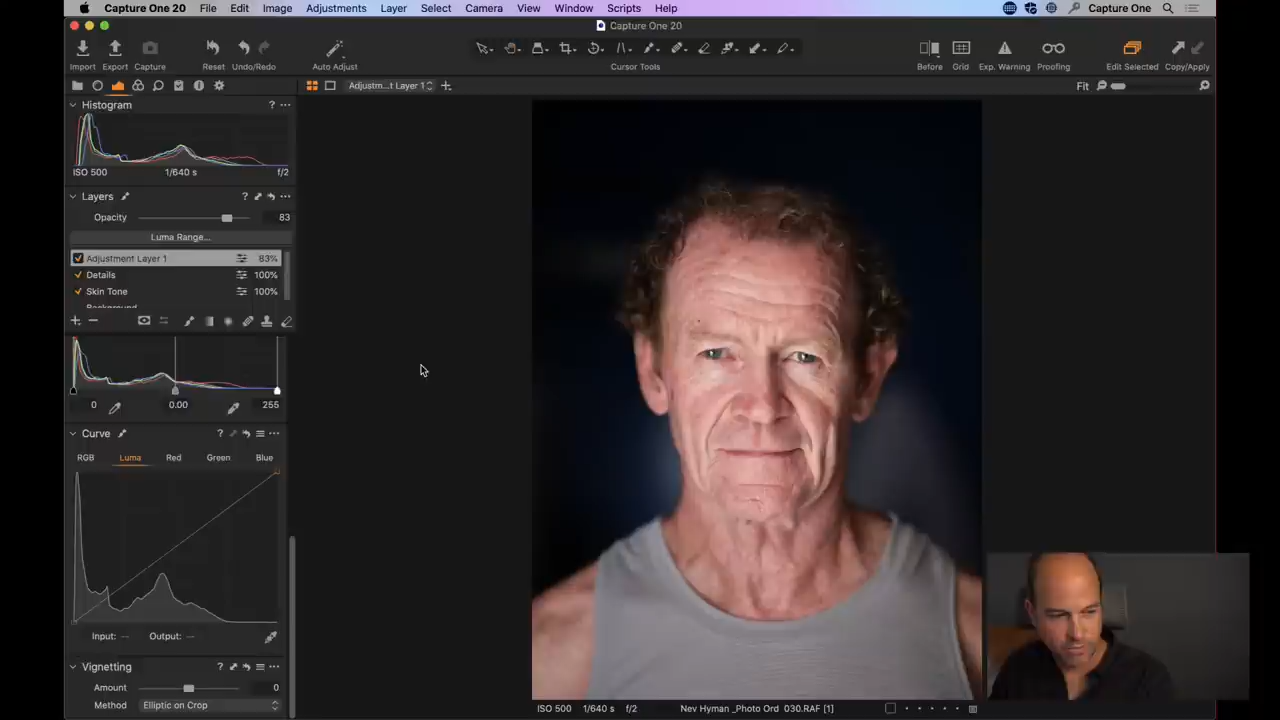 Capture One 20 File Edit Image Adjustments Layer Select Camera View Window Scripts Help Capture One
Capture One 20
Import Export Capture Reset Undo/Redo Auto Adjust Cursor Tools Before Grid Exp. Warning Proofing Edit Selected Copy/Apply
Adjustm...t Layer 1 Fit
Histogram ? ...
ISO 500 1/640 s f/2
Layers ? ...
Opacity 83
Luma Range...
Adjustment Layer 1 83%
Details 100%
Skin Tone 100%
Background
0 0.00 255
Curve ? ...
RGB Luma Red Green Blue
Input: -- Output: --
Vignetting ? ...
Amount 0
Method Elliptic on Crop
ISO 500 1/640 s f/2 Nev Hyman _Photo Ord 030.RAF [1]